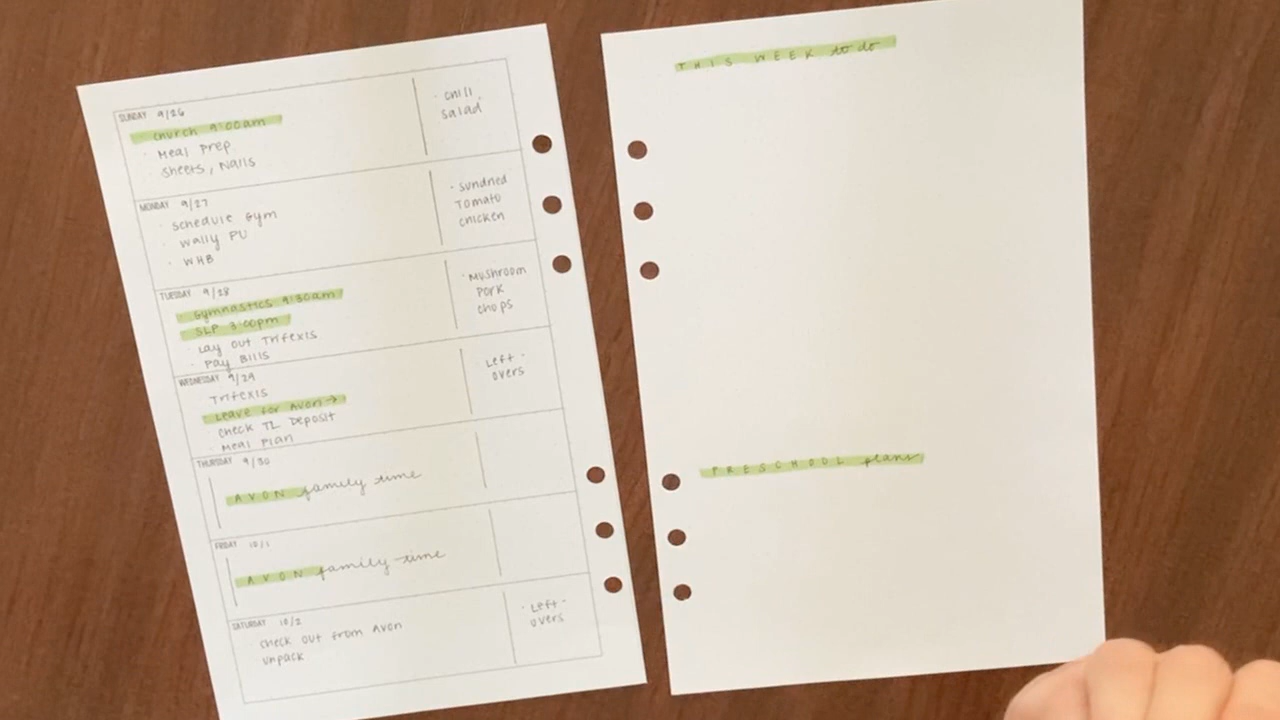 SUNDAY 9/26
Church 9:00am
Meal Prep
Sheets, Nails
· Chili
Salad
MONDAY 9/27
· Schedule Gym
· Wally PU
· WHB
· Sundried
Tomato
Chicken
TUESDAY 9/28
· Gymnastics 9:30am
· SLP 3:00pm
· Lay out Trifexis
· Pay Bills
· Mushroom
Pork
Chops
WEDNESDAY 9/29
Trifexis
· Leave for Avon →
· Check TL Deposit
· Meal Plan
Left-
overs
THURSDAY 9/30
AVON family time
FRIDAY 10/1
AVON family time
SATURDAY 10/2
Check out from Avon
Unpack
· Left-
overs
THIS WEEK to do
PRESCHOOL plans